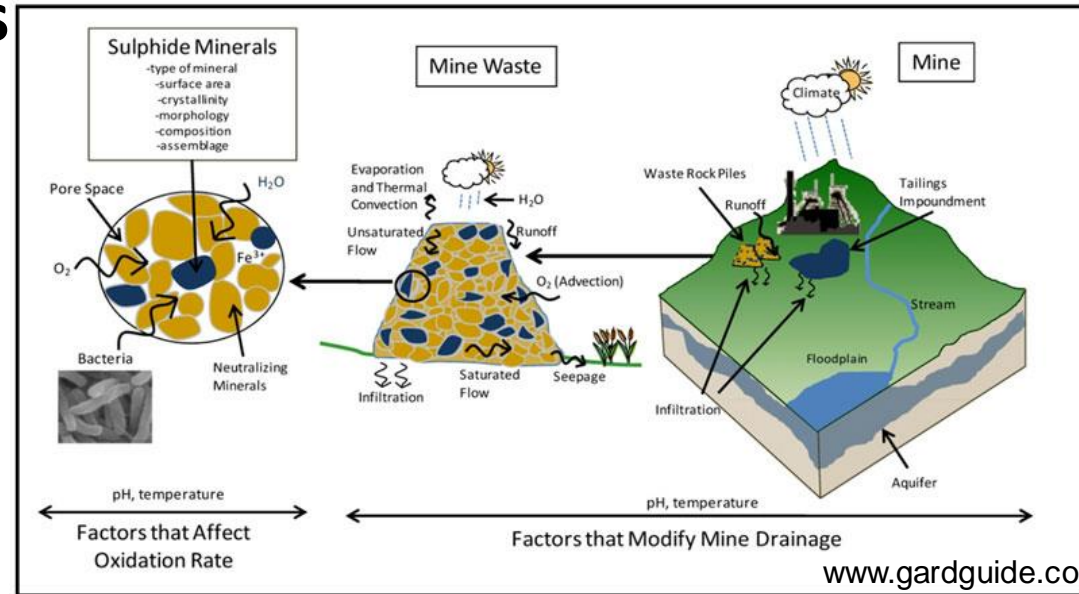 s
Sulphide Minerals
-type of mineral
-surface area
-crystallinity
-morphology
-composition
-assemblage
Pore Space
H₂O
O₂
Fe³⁺
Bacteria
Neutralizing
Minerals
pH, temperature
Factors that Affect
Oxidation Rate
Mine Waste
Evaporation
and Thermal
Convection
H₂O
Unsaturated
Flow
Runoff
O₂ (Advection)
Infiltration
Saturated
Flow
Seepage
Mine
Climate
Waste Rock Piles
Runoff
Tailings
Impoundment
Stream
Floodplain
Infiltration
Aquifer
pH, temperature
Factors that Modify Mine Drainage
www.gardguide.co